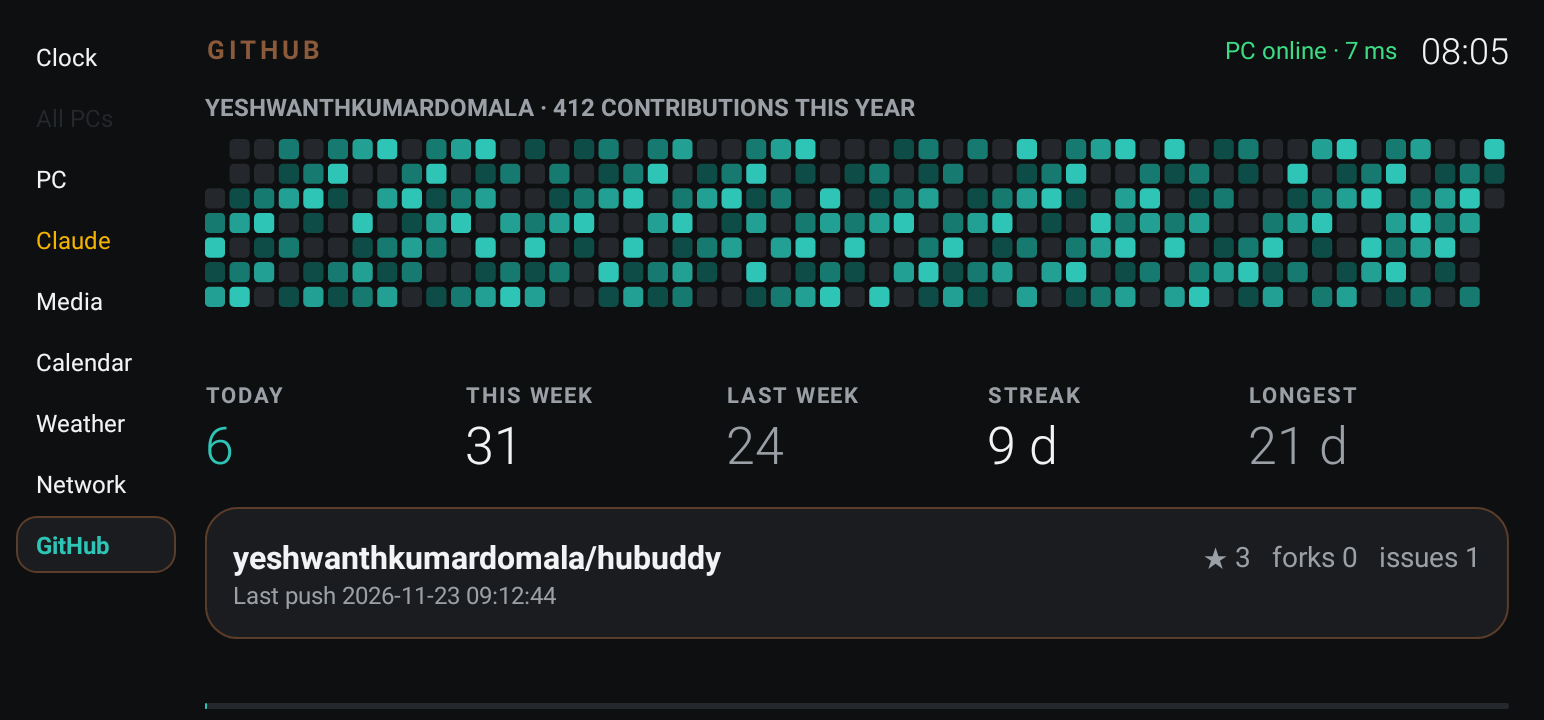 Clock
All PCs
PC
Claude
Media
Calendar
Weather
Network
GitHub
GITHUB
PC online · 7 ms 08:05
YESHWANTHKUMARDOMALA · 412 CONTRIBUTIONS THIS YEAR
TODAY THIS WEEK LAST WEEK STREAK LONGEST
6 31 24 9 d 21 d
yeshwanthkumardomala/hubuddy ★ 3 forks 0 issues 1
Last push 2026-11-23 09:12:44